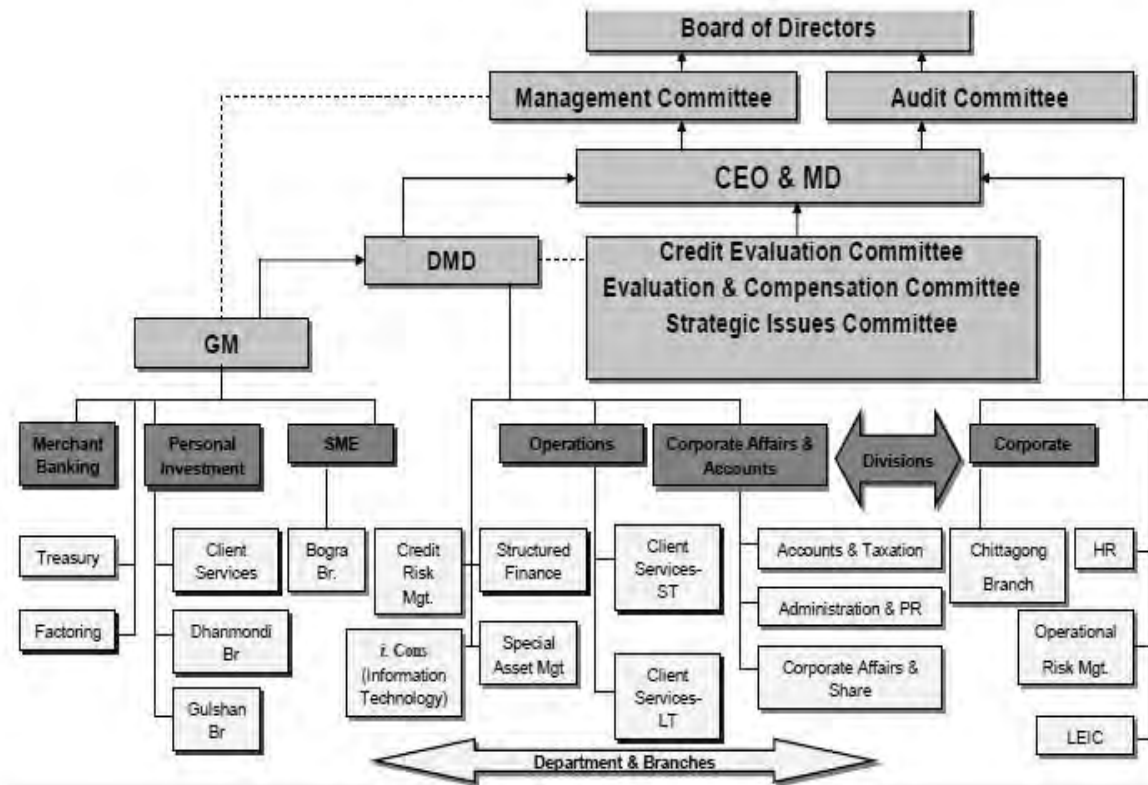 Board of Directors
Management Committee
Audit Committee
CEO & MD
DMD
Credit Evaluation Committee
Evaluation & Compensation Committee
Strategic Issues Committee
GM
Merchant
Banking
Personal
Investment
SME
Operations
Corporate Affairs &
Accounts
Divisions
Corporate
Treasury
Factoring
Client
Services
Dhanmondi
Br
Gulshan
Br
Bogra
Br.
Credit
Risk
Mgt.
i. Cons
(Information
Technology)
Structured
Finance
Special
Asset Mgt
Client
Services-
ST
Client
Services-
LT
Accounts & Taxation
Administration & PR
Corporate Affairs &
Share
Chittagong
Branch
HR
Operational
Risk Mgt.
LEIC
Department & Branches